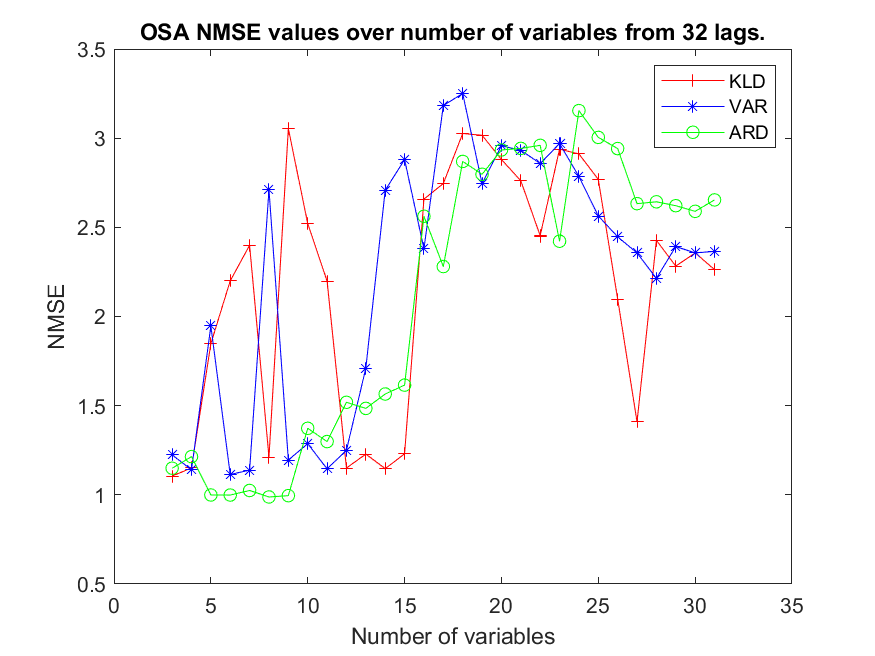 OSA NMSE values over number of variables from 32 lags.
3.5
3
2.5
2
1.5
1
0.5
NMSE
KLD
VAR
ARD
0 5 10 15 20 25 30 35
Number of variables